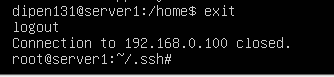 dipen131@server1:/home$ exit
logout
Connection to 192.168.0.100 closed.
root@server1:~/.ssh#